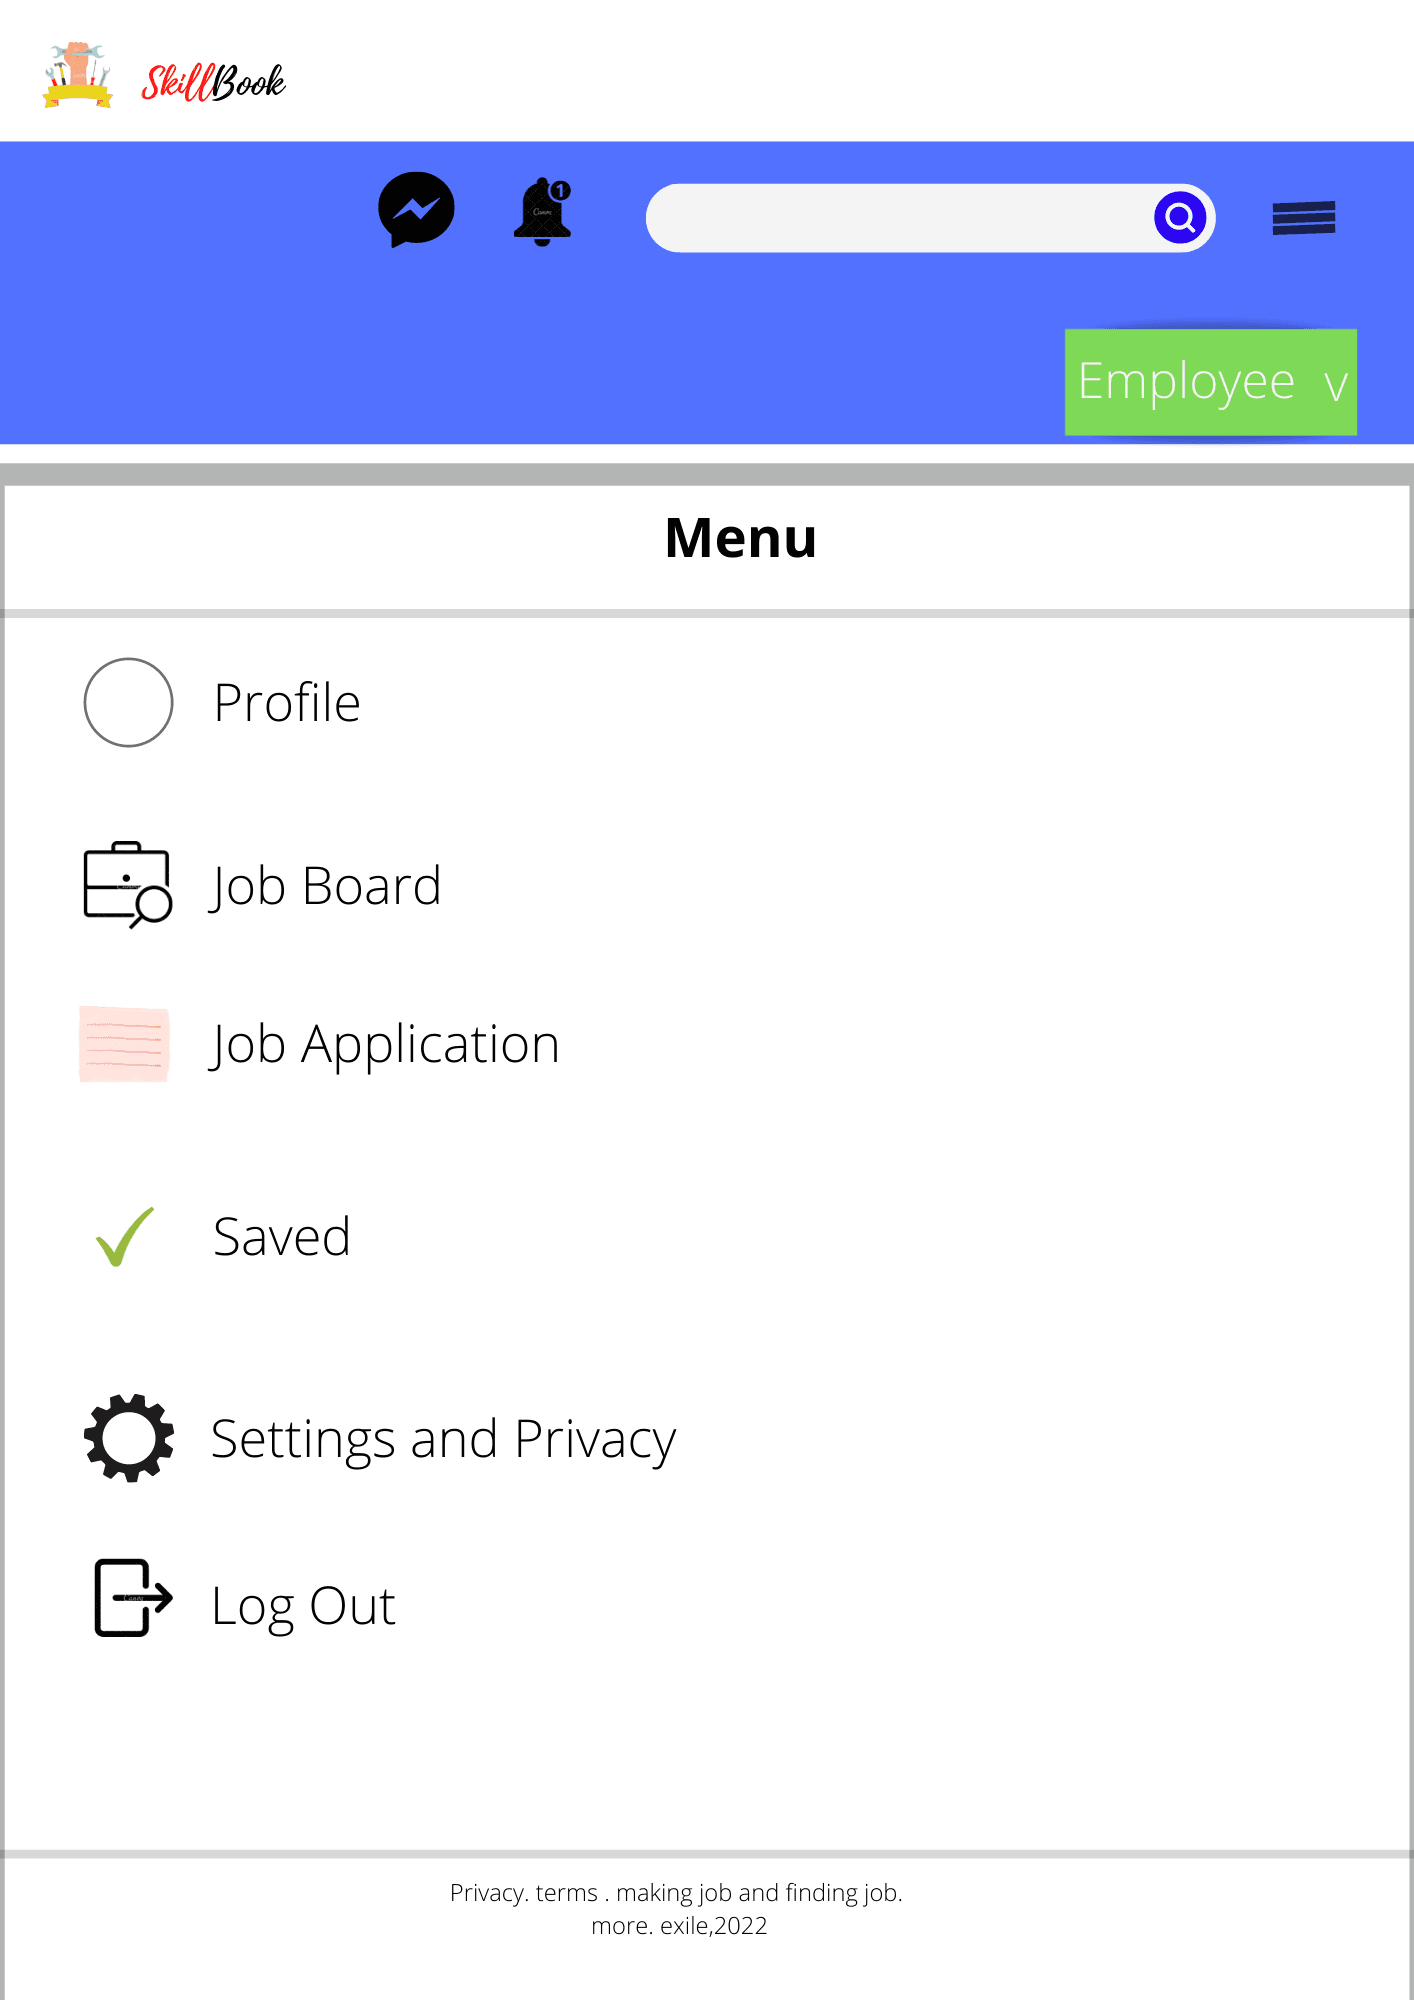 SkillBook
1
Canva
Employee v
Menu
Profile
Job Board
Job Application
Saved
Settings and Privacy
Log Out
Privacy. terms . making job and finding job.
more. exile,2022